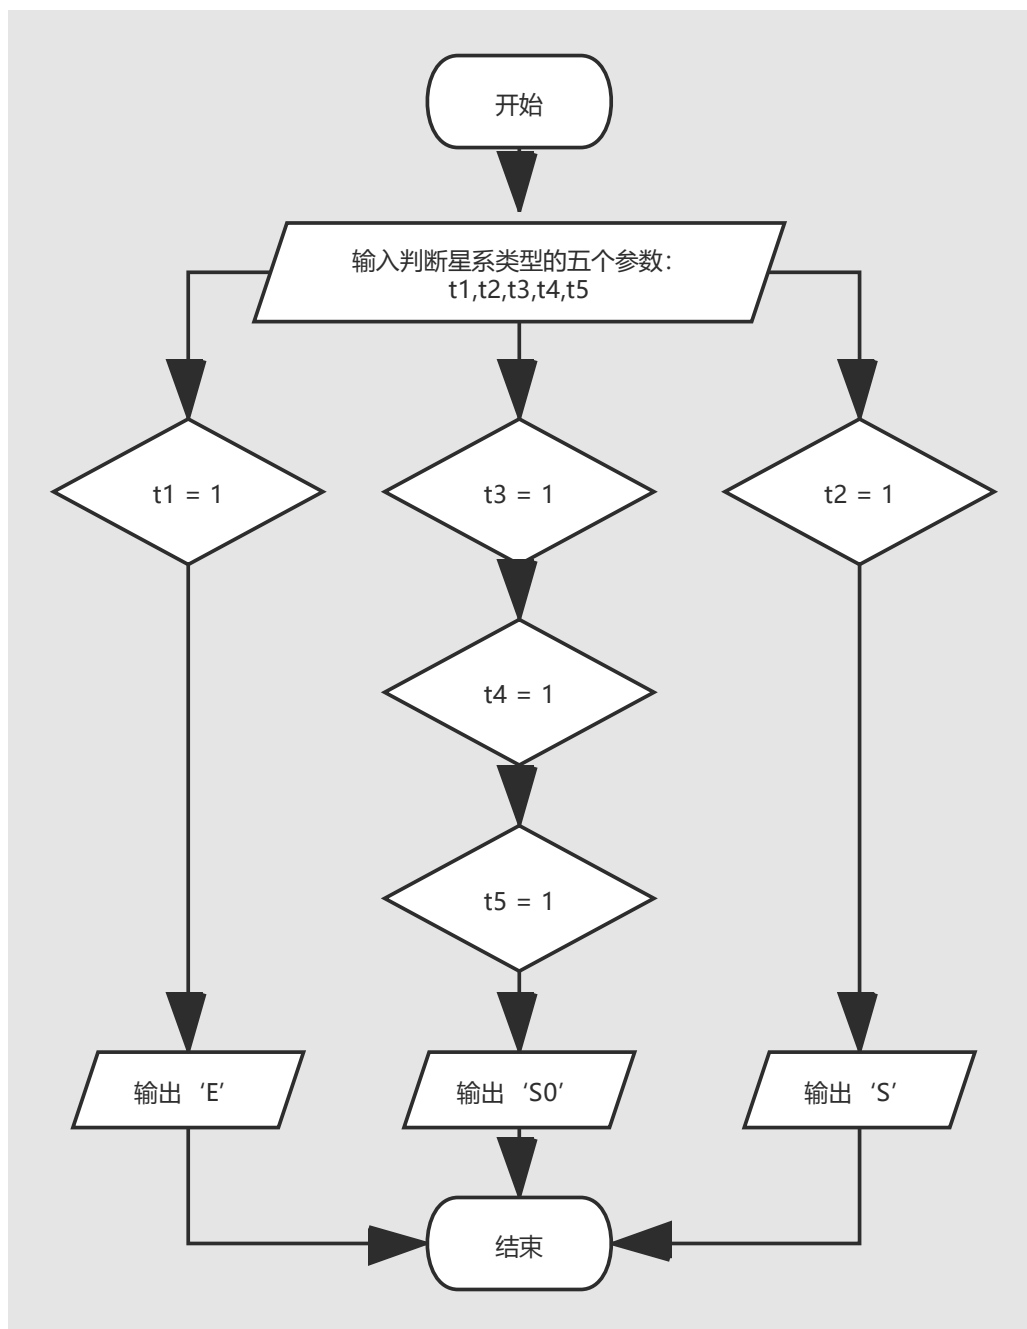 开始
输入判断星系类型的五个参数：
t1,t2,t3,t4,t5
t1 = 1
t3 = 1
t2 = 1
t4 = 1
t5 = 1
输出‘E’
输出‘S0’
输出‘S’
结束